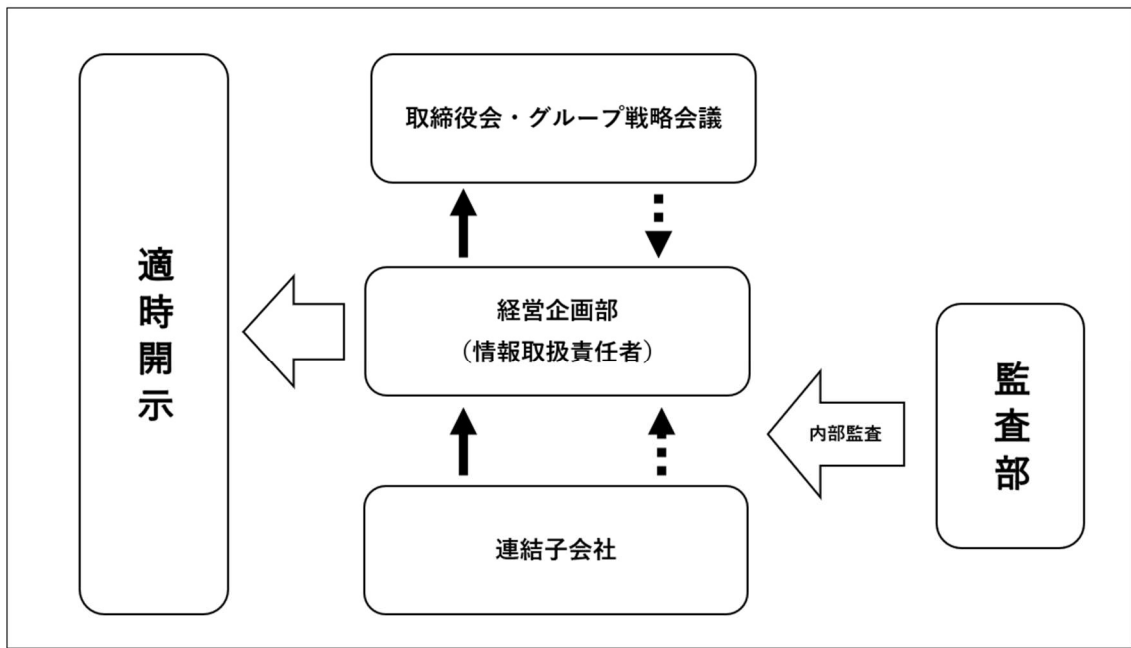 取締役会・グループ戦略会議
適時開示
経営企画部
（情報取扱責任者）
内部監査
監査部
連結子会社